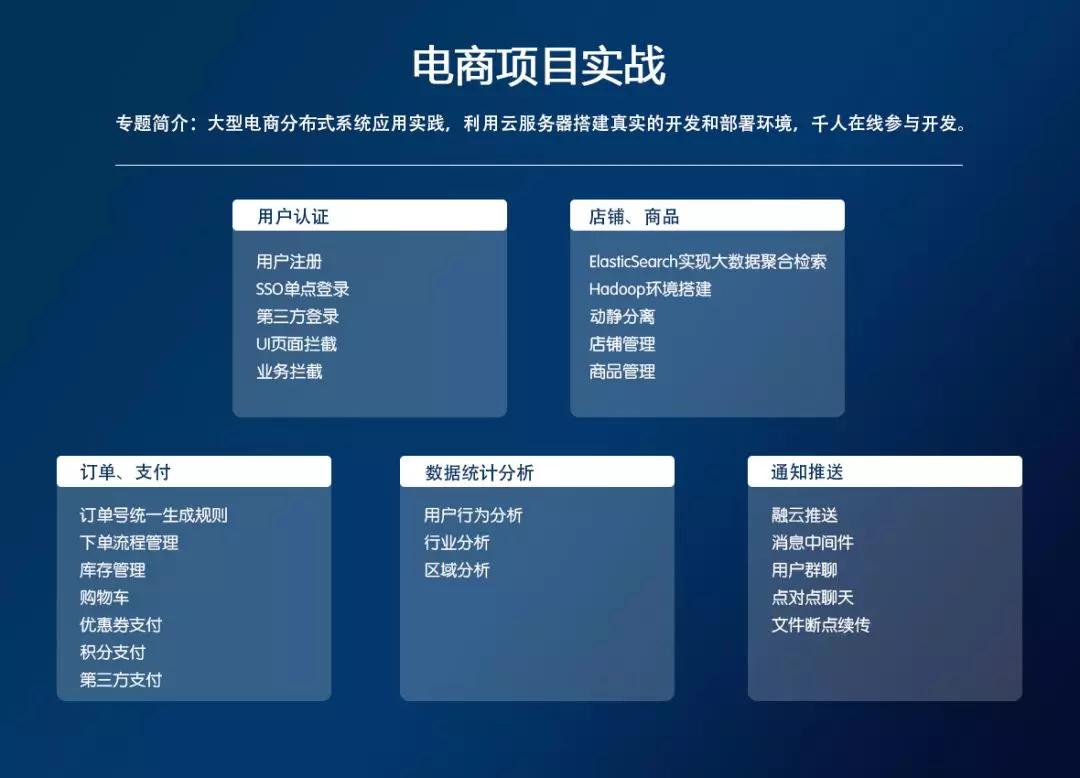 电商项目实战
专题简介：大型电商分布式系统应用实践，利用云服务器搭建真实的开发和部署环境，千人在线参与开发。
用户认证
用户注册
SSO单点登录
第三方登录
UI页面拦截
业务拦截
店铺、商品
ElasticSearch实现大数据聚合检索
Hadoop环境搭建
动静分离
店铺管理
商品管理
订单、支付
订单号统一生成规则
下单流程管理
库存管理
购物车
优惠券支付
积分支付
第三方支付
数据统计分析
用户行为分析
行业分析
区域分析
通知推送
融云推送
消息中间件
用户群聊
点对点聊天
文件断点续传